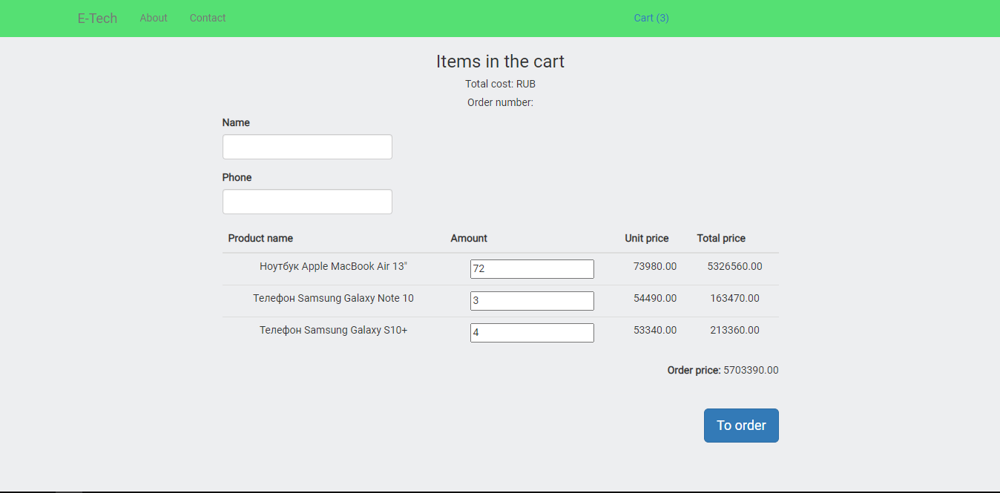 E-Tech About Contact Cart (3)
Items in the cart
Total cost: RUB
Order number:
Name
Phone
Product name Amount Unit price Total price
Ноутбук Apple MacBook Air 13" 72 73980.00 5326560.00
Телефон Samsung Galaxy Note 10 3 54490.00 163470.00
Телефон Samsung Galaxy S10+ 4 53340.00 213360.00
Order price: 5703390.00
To order